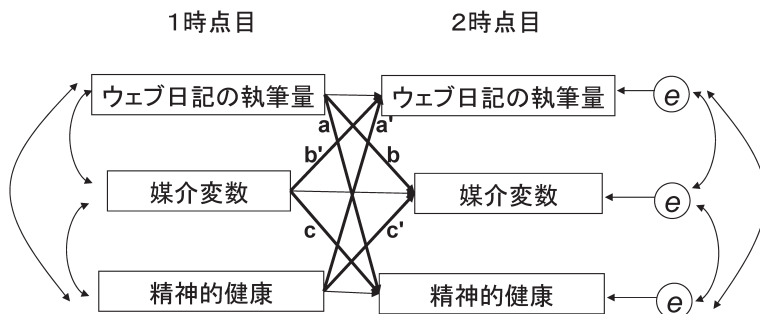 1時点目 2時点目
ウェブ日記の執筆量 ウェブ日記の執筆量 e
a a'
b' b
媒介変数 媒介変数 e
c c'
精神的健康 精神的健康 e